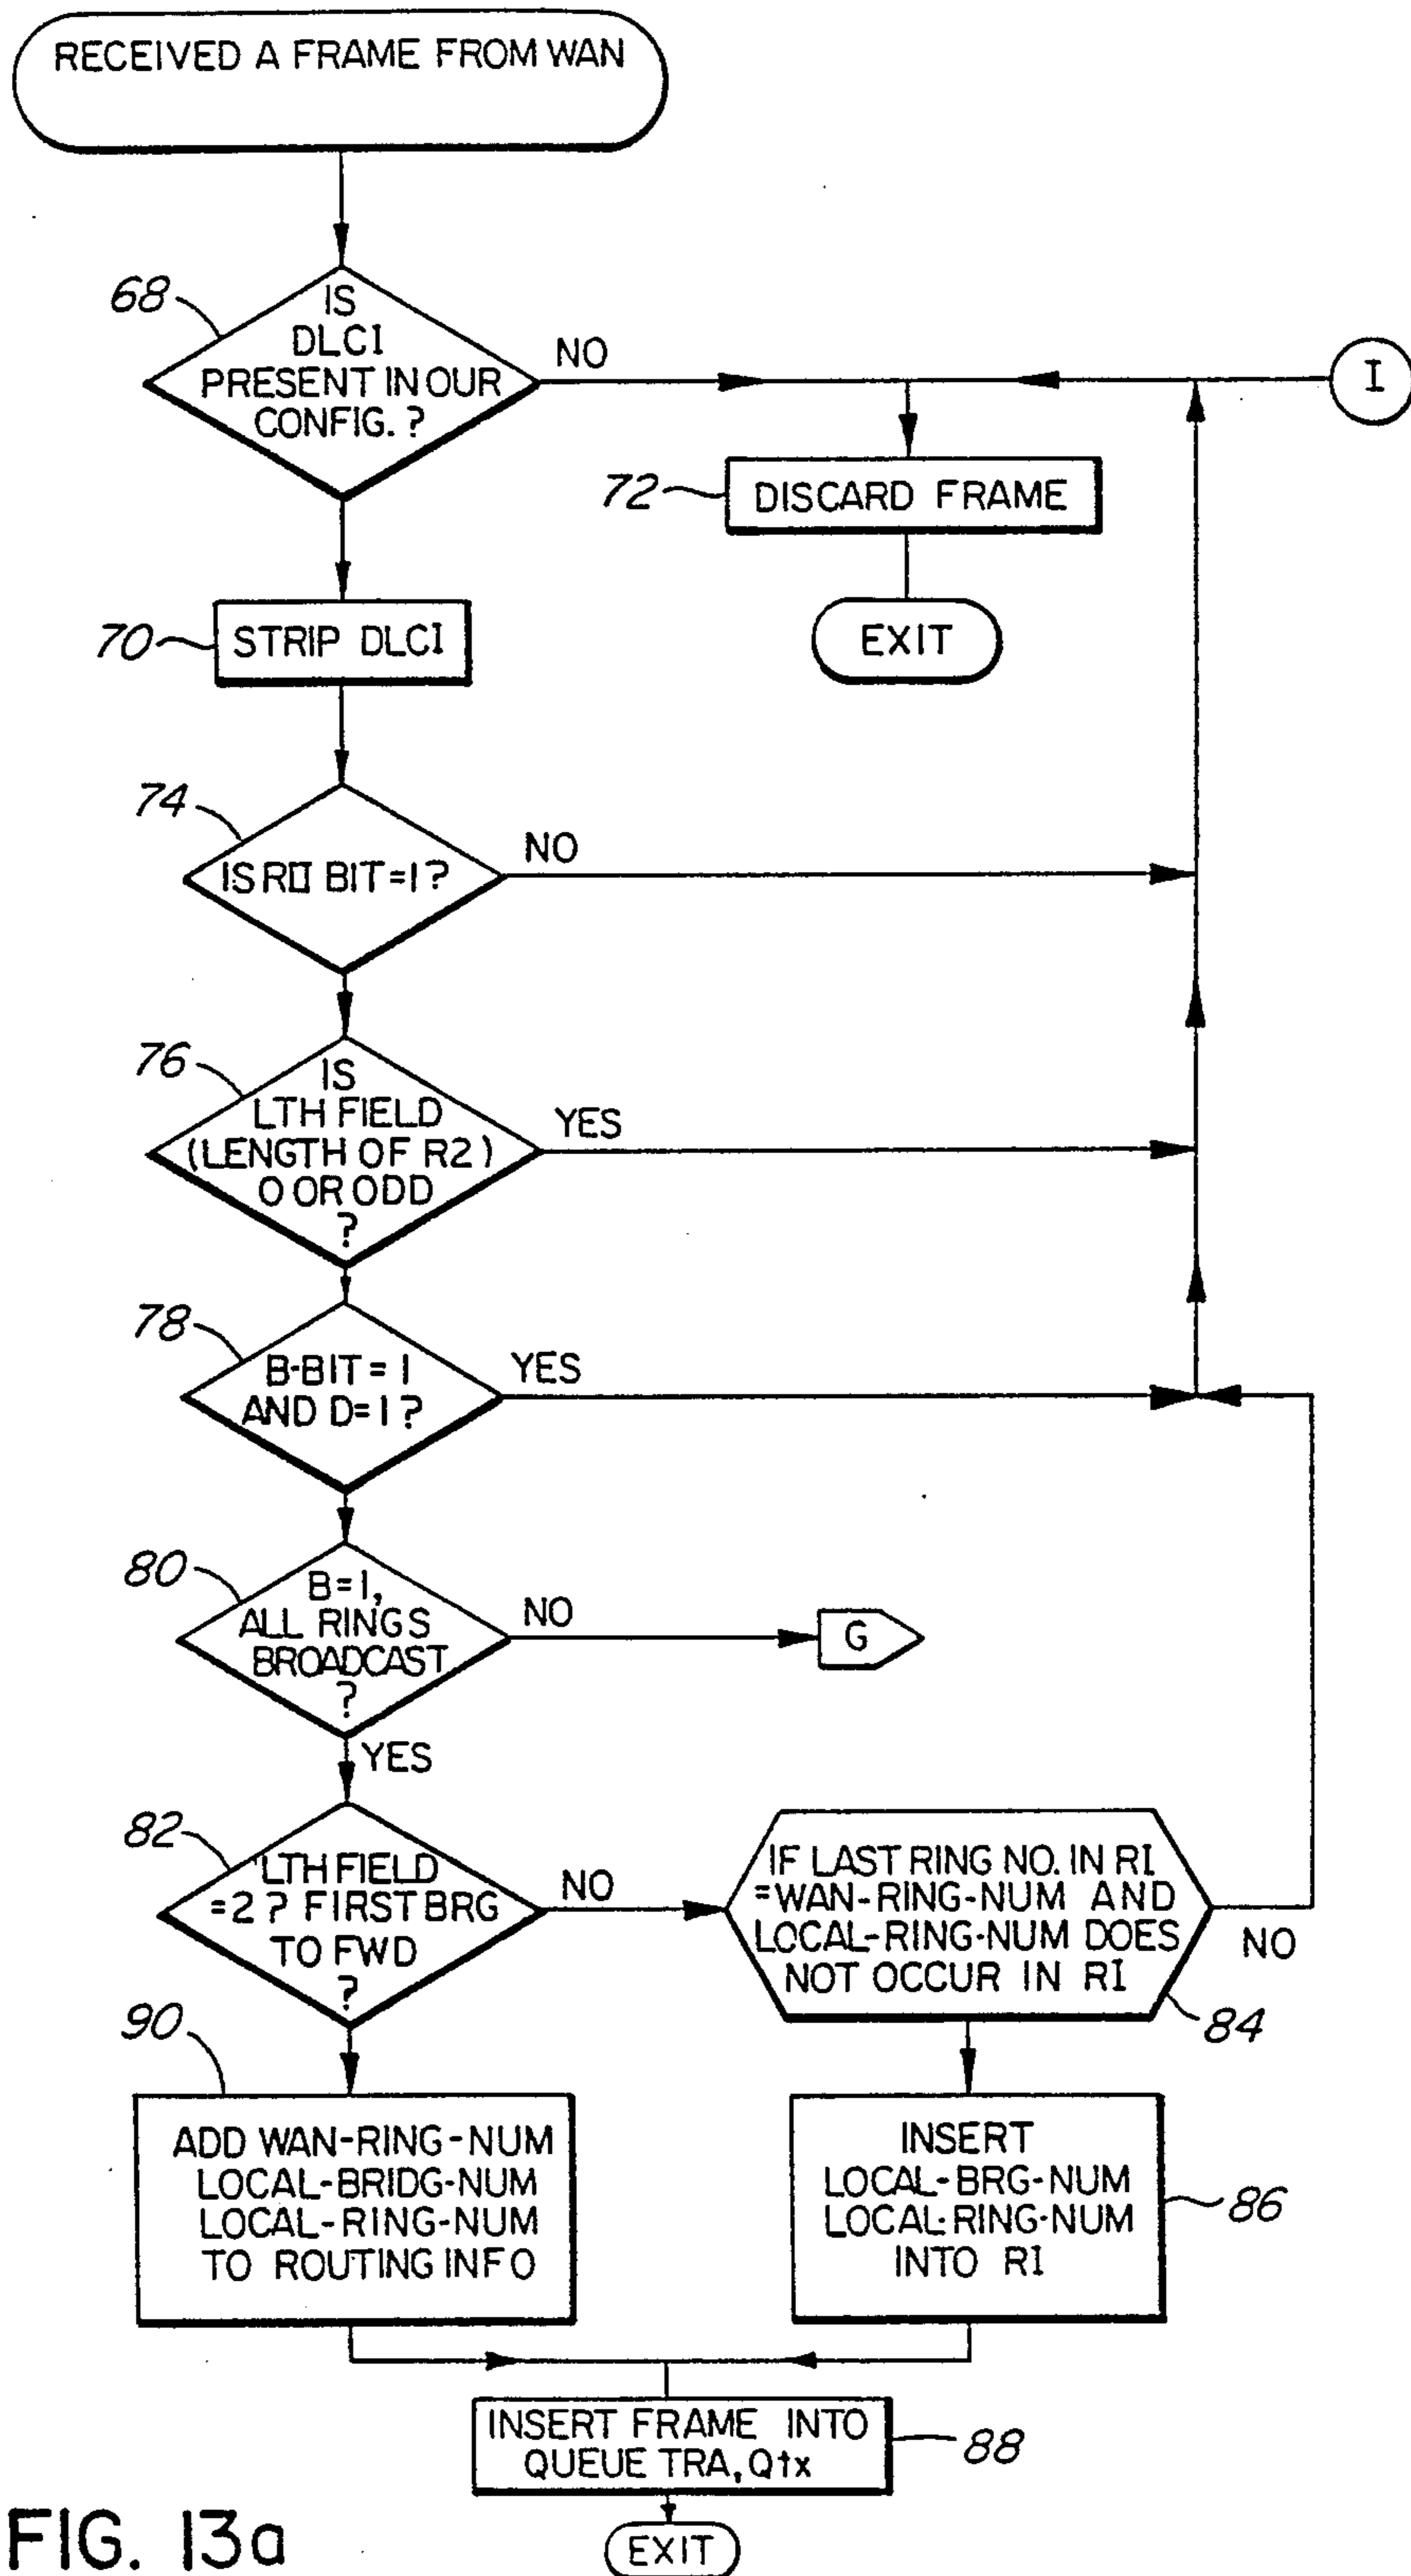 RECEIVED A FRAME FROM WAN
68
IS
DLCI
PRESENT IN OUR
CONFIG. ?
NO
I
72
DISCARD FRAME
EXIT
70
STRIP DLCI
74
IS RII BIT=1?
NO
76
IS
LTH FIELD
(LENGTH OF R2)
0 OR ODD
?
YES
78
B-BIT = 1
AND D=1?
YES
80
B=1,
ALL RINGS
BROADCAST
?
NO
G
YES
82
LTH FIELD
=2? FIRST BRG
TO FWD
?
NO
IF LAST RING NO. IN RI
=WAN-RING-NUM AND
LOCAL-RING-NUM DOES
NOT OCCUR IN RI
NO
84
90
ADD WAN-RING-NUM
LOCAL-BRIDG-NUM
LOCAL-RING-NUM
TO ROUTING INFO
INSERT
LOCAL-BRG-NUM
LOCAL-RING-NUM
INTO RI
86
INSERT FRAME INTO
QUEUE TRA, Qtx
88
EXIT
FIG. 13a